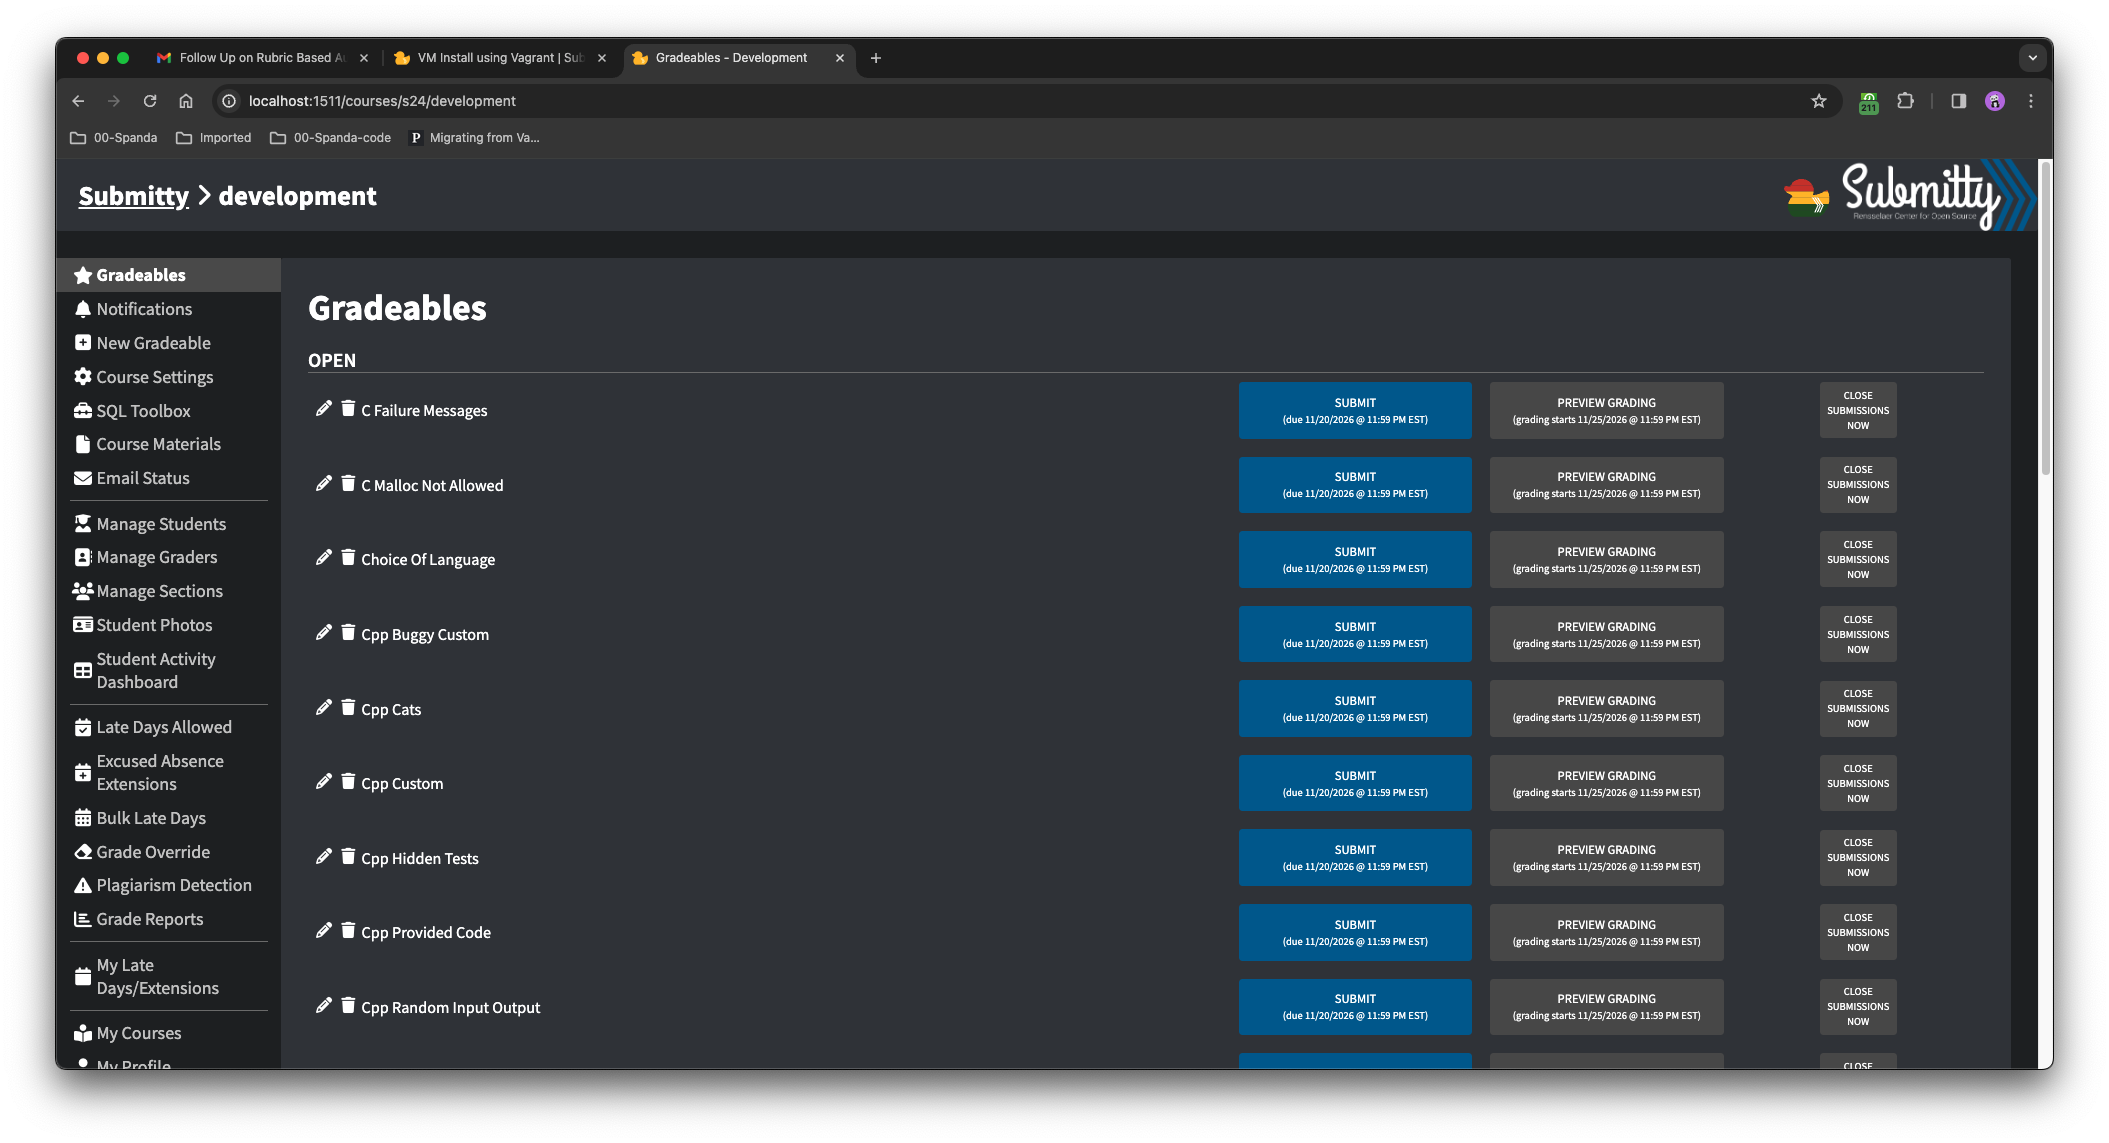 Follow Up on Rubric Based A
VM Install using Vagrant | Sub
Gradeables - Development
localhost:1511/courses/s24/development
211
00-Spanda
Imported
00-Spanda-code
P
Migrating from Va...
Submitty
development
Submitty
Rensselaer Center for Open Source
Gradeables
Notifications
New Gradeable
Course Settings
SQL Toolbox
Course Materials
Email Status
Manage Students
Manage Graders
Manage Sections
Student Photos
Student Activity
Dashboard
Late Days Allowed
Excused Absence
Extensions
Bulk Late Days
Grade Override
Plagiarism Detection
Grade Reports
My Late
Days/Extensions
My Courses
My Profile
Gradeables
OPEN
C Failure Messages
SUBMIT
(due 11/20/2026 @ 11:59 PM EST)
PREVIEW GRADING
(grading starts 11/25/2026 @ 11:59 PM EST)
CLOSE
SUBMISSIONS
NOW
C Malloc Not Allowed
SUBMIT
(due 11/20/2026 @ 11:59 PM EST)
PREVIEW GRADING
(grading starts 11/25/2026 @ 11:59 PM EST)
CLOSE
SUBMISSIONS
NOW
Choice Of Language
SUBMIT
(due 11/20/2026 @ 11:59 PM EST)
PREVIEW GRADING
(grading starts 11/25/2026 @ 11:59 PM EST)
CLOSE
SUBMISSIONS
NOW
Cpp Buggy Custom
SUBMIT
(due 11/20/2026 @ 11:59 PM EST)
PREVIEW GRADING
(grading starts 11/25/2026 @ 11:59 PM EST)
CLOSE
SUBMISSIONS
NOW
Cpp Cats
SUBMIT
(due 11/20/2026 @ 11:59 PM EST)
PREVIEW GRADING
(grading starts 11/25/2026 @ 11:59 PM EST)
CLOSE
SUBMISSIONS
NOW
Cpp Custom
SUBMIT
(due 11/20/2026 @ 11:59 PM EST)
PREVIEW GRADING
(grading starts 11/25/2026 @ 11:59 PM EST)
CLOSE
SUBMISSIONS
NOW
Cpp Hidden Tests
SUBMIT
(due 11/20/2026 @ 11:59 PM EST)
PREVIEW GRADING
(grading starts 11/25/2026 @ 11:59 PM EST)
CLOSE
SUBMISSIONS
NOW
Cpp Provided Code
SUBMIT
(due 11/20/2026 @ 11:59 PM EST)
PREVIEW GRADING
(grading starts 11/25/2026 @ 11:59 PM EST)
CLOSE
SUBMISSIONS
NOW
Cpp Random Input Output
SUBMIT
(due 11/20/2026 @ 11:59 PM EST)
PREVIEW GRADING
(grading starts 11/25/2026 @ 11:59 PM EST)
CLOSE
SUBMISSIONS
NOW
CLOSE